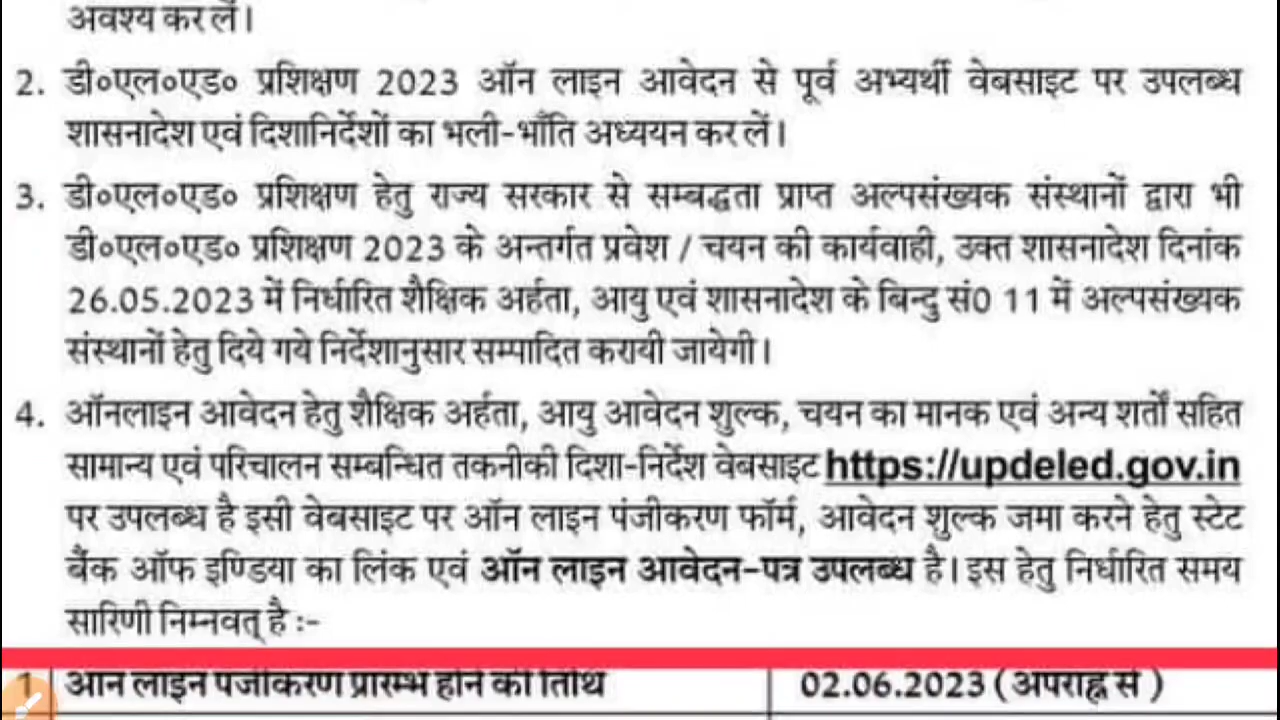 अवश्य कर लें।
2. डी०एल०एड० प्रशिक्षण 2023 ऑन लाइन आवेदन से पूर्व अभ्यर्थी वेबसाइट पर उपलब्ध
शासनादेश एवं दिशानिर्देशों का भली-भाँति अध्ययन कर लें।
3. डी०एल०एड० प्रशिक्षण हेतु राज्य सरकार से सम्बद्धता प्राप्त अल्पसंख्यक संस्थानों द्वारा भी
डी०एल०एड० प्रशिक्षण 2023 के अन्तर्गत प्रवेश / चयन की कार्यवाही, उक्त शासनादेश दिनांक
26.05.2023 में निर्धारित शैक्षिक अर्हता, आयु एवं शासनादेश के बिन्दु सं0 11 में अल्पसंख्यक
संस्थानों हेतु दिये गये निर्देशानुसार सम्पादित करायी जायेगी।
4. ऑनलाइन आवेदन हेतु शैक्षिक अर्हता, आयु आवेदन शुल्क, चयन का मानक एवं अन्य शर्तों सहित
सामान्य एवं परिचालन सम्बन्धित तकनीकी दिशा-निर्देश वेबसाइट https://updeled.gov.in
पर उपलब्ध है इसी वेबसाइट पर ऑन लाइन पंजीकरण फॉर्म, आवेदन शुल्क जमा करने हेतु स्टेट
बैंक ऑफ इण्डिया का लिंक एवं ऑन लाइन आवेदन-पत्र उपलब्ध है। इस हेतु निर्धारित समय
सारिणी निम्नवत् है :-
1 ऑन लाइन पंजीकरण प्रारम्भ होने की तिथि 02.06.2023 (अपराह्न से )